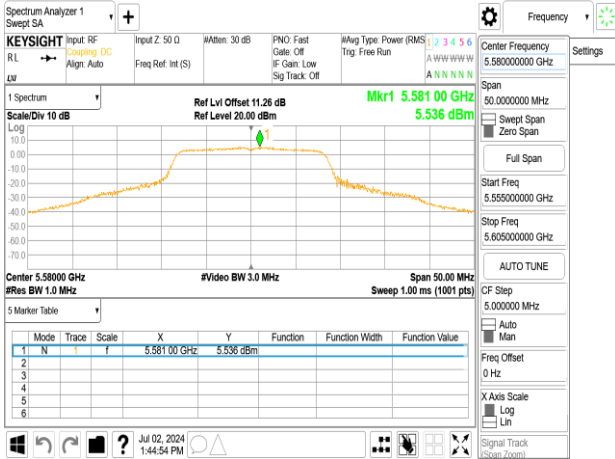 Spectrum Analyzer 1
Swept SA
+
Frequency
KEYSIGHT
Input: RF
Coupling: DC
Align: Auto
Input Z: 50 Ω
Freq Ref: Int (S)
#Atten: 30 dB
PNO: Fast
Gate: Off
IF Gain: Low
Sig Track: Off
#Avg Type: Power (RMS
Trig: Free Run
1 2 3 4 5 6
A W W W W W
A N N N N N
RL
LXI
Center Frequency
5.580000000 GHz
Settings
Span
50.0000000 MHz
Swept Span
Zero Span
Full Span
Start Freq
5.555000000 GHz
Stop Freq
5.605000000 GHz
AUTO TUNE
CF Step
5.000000 MHz
Auto
Man
Freq Offset
0 Hz
X Axis Scale
Log
Lin
Signal Track
(Span Zoom)
1 Spectrum
Scale/Div 10 dB
Ref Lvl Offset 11.26 dB
Ref Level 20.00 dBm
Mkr1 5.581 00 GHz
5.536 dBm
Log
10.0
0.00
-10.0
-20.0
-30.0
-40.0
-50.0
-60.0
-70.0
1
Center 5.58000 GHz
#Res BW 1.0 MHz
#Video BW 3.0 MHz
Span 50.00 MHz
Sweep 1.00 ms (1001 pts)
5 Marker Table
Mode Trace Scale X Y Function Function Width Function Value
1 N 1 f 5.581 00 GHz 5.536 dBm
2
3
4
5
6
?
Jul 02, 2024
1:44:54 PM